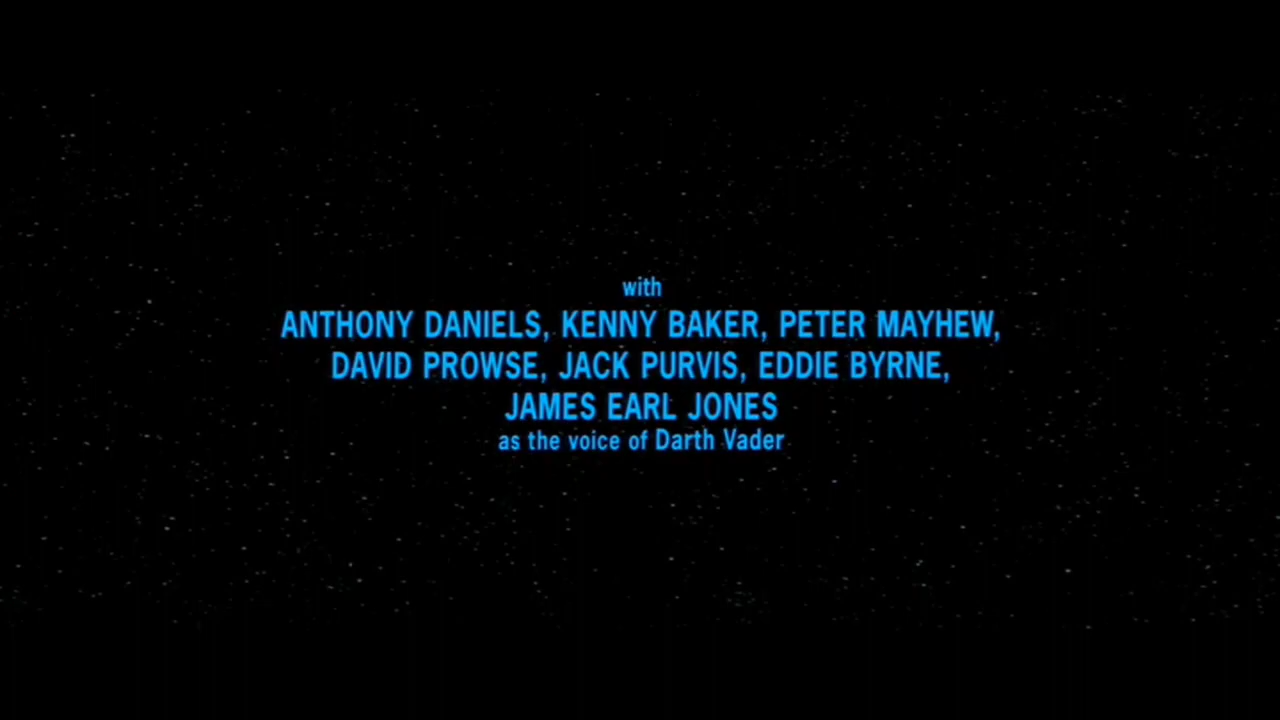 with
ANTHONY DANIELS, KENNY BAKER, PETER MAYHEW,
DAVID PROWSE, JACK PURVIS, EDDIE BYRNE,
JAMES EARL JONES
as the voice of Darth Vader